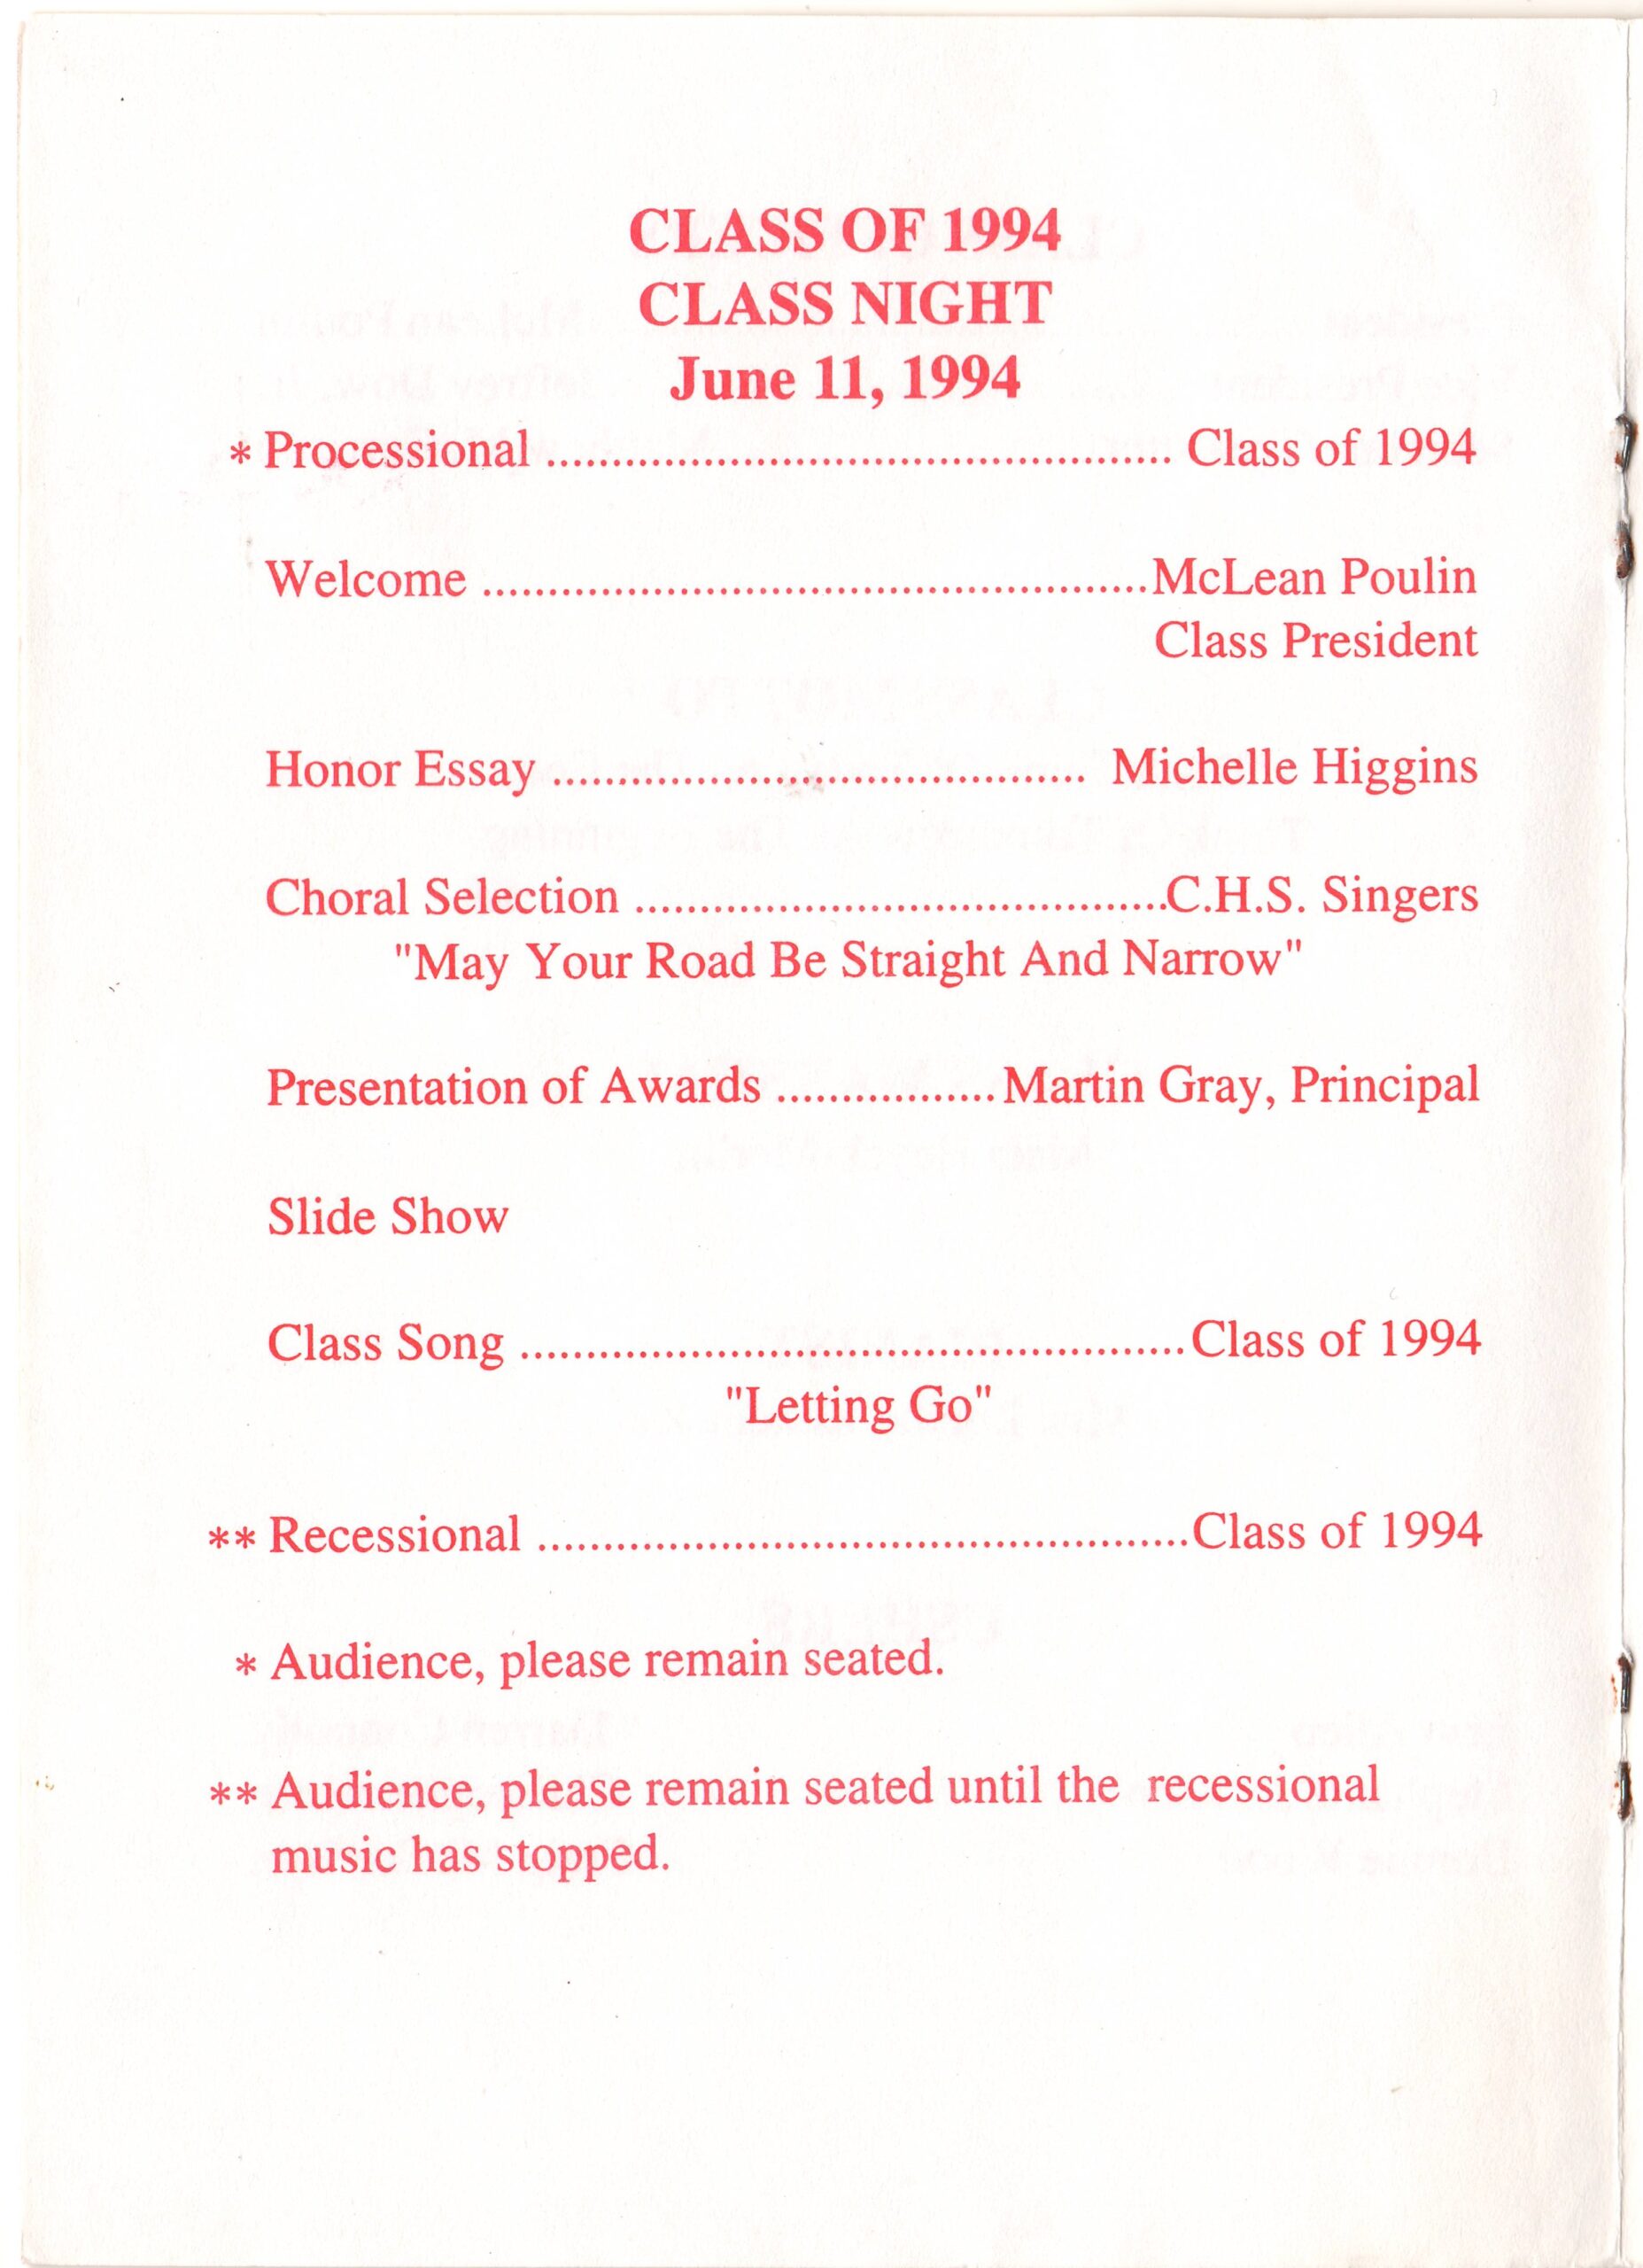 CLASS OF 1994
CLASS NIGHT
June 11, 1994
* Processional ................................................ Class of 1994
Welcome ...................................................McLean Poulin
Class President
Honor Essay ......................................... Michelle Higgins
Choral Selection .........................................C.H.S. Singers
"May Your Road Be Straight And Narrow"
Presentation of Awards .................Martin Gray, Principal
Slide Show
Class Song ...................................................Class of 1994
"Letting Go"
** Recessional ..................................................Class of 1994
* Audience, please remain seated.
** Audience, please remain seated until the recessional
music has stopped.